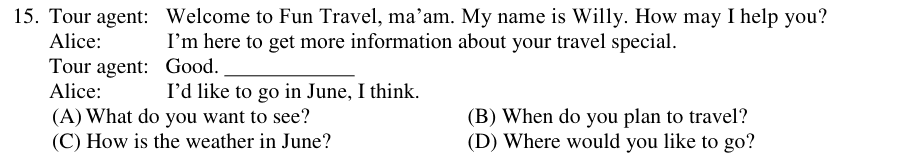 15. Tour agent: Welcome to Fun Travel, ma’am. My name is Willy. How may I help you?
Alice: I’m here to get more information about your travel special.
Tour agent: Good. ____________
Alice: I’d like to go in June, I think.
(A) What do you want to see? (B) When do you plan to travel?
(C) How is the weather in June? (D) Where would you like to go?